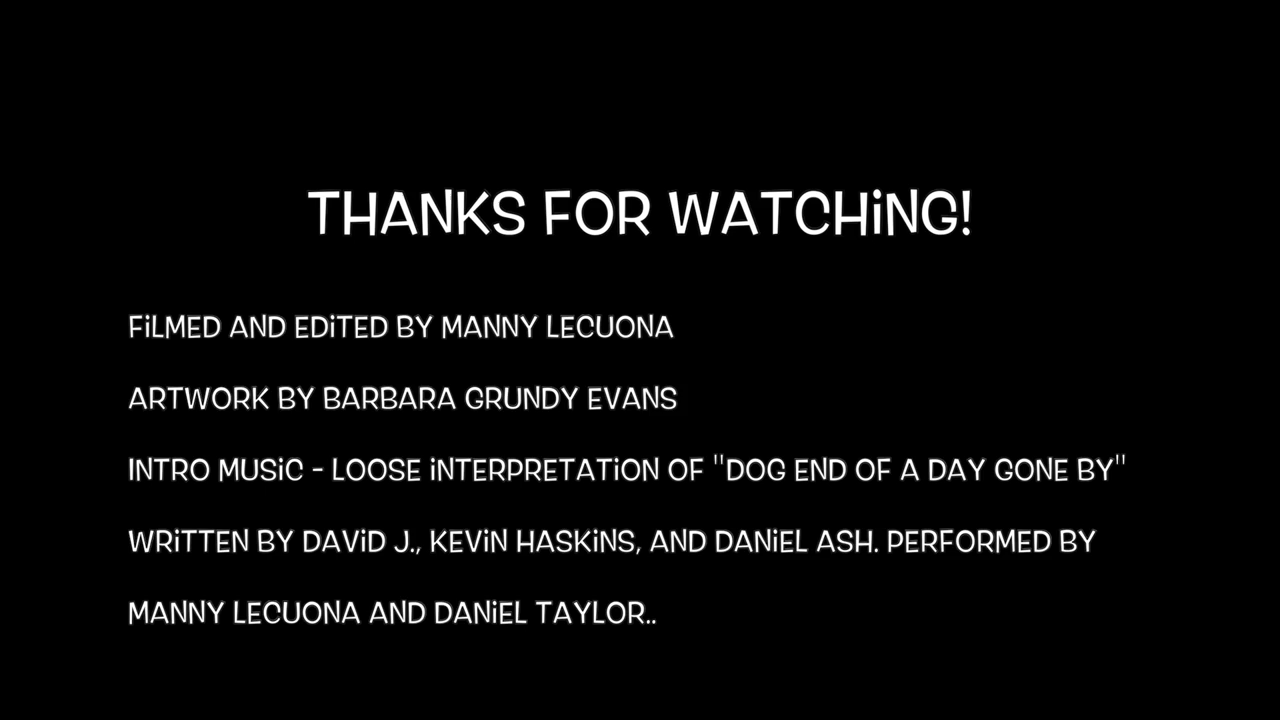 THANKS FOR WATCHiNG!
FiLMED AND EDiTED BY MANNY LECUONA
ARTWORK BY BARBARA GRUNDY EVANS
INTRO MUSiC - LOOSE iNTERPRETATiON OF "DOG END OF A DAY GONE BY"
WRiTTEN BY DAViD J., KEViN HASKiNS, AND DANiEL ASH. PERFORMED BY
MANNY LECUONA AND DANiEL TAYLOR..